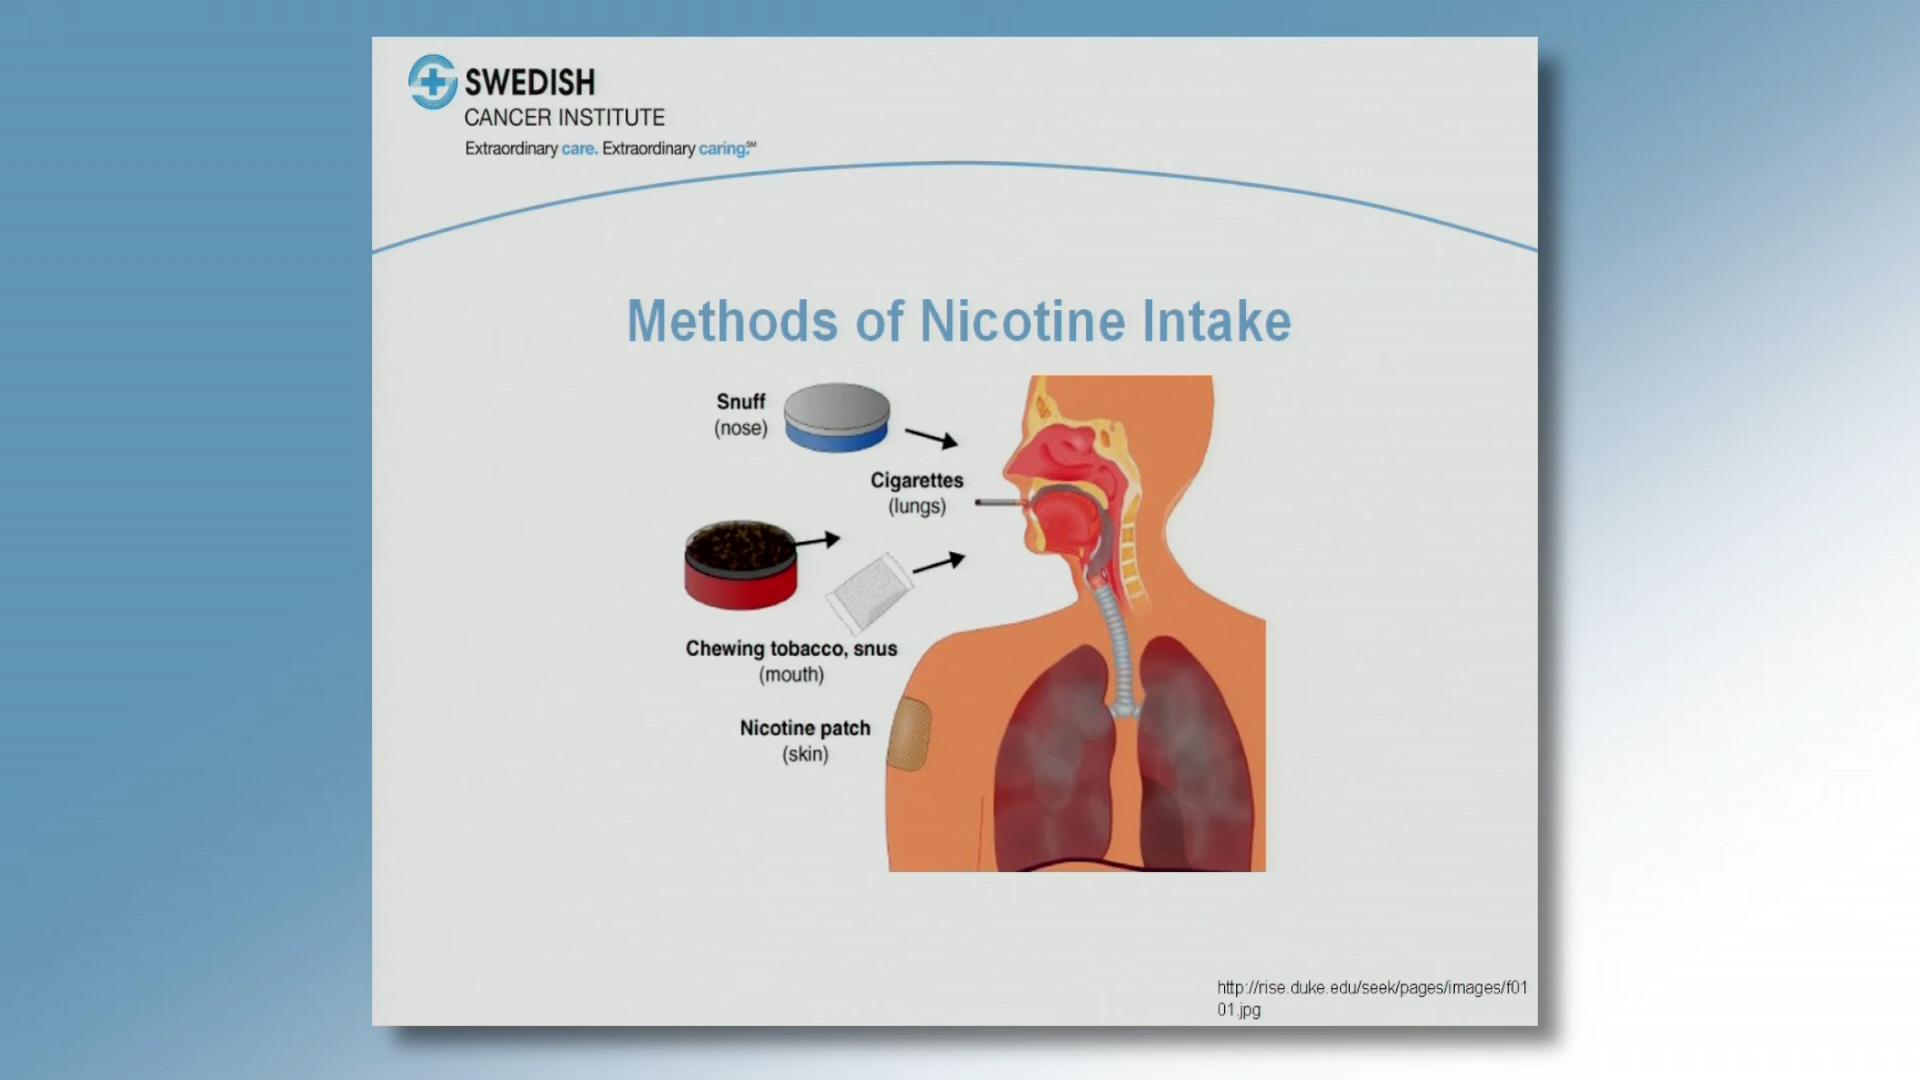 SWEDISH
CANCER INSTITUTE
Extraordinary care. Extraordinary caring.℠
Methods of Nicotine Intake
Snuff
(nose)
Cigarettes
(lungs)
Chewing tobacco, snus
(mouth)
Nicotine patch
(skin)
http://rise.duke.edu/seek/pages/images/f01
01.jpg